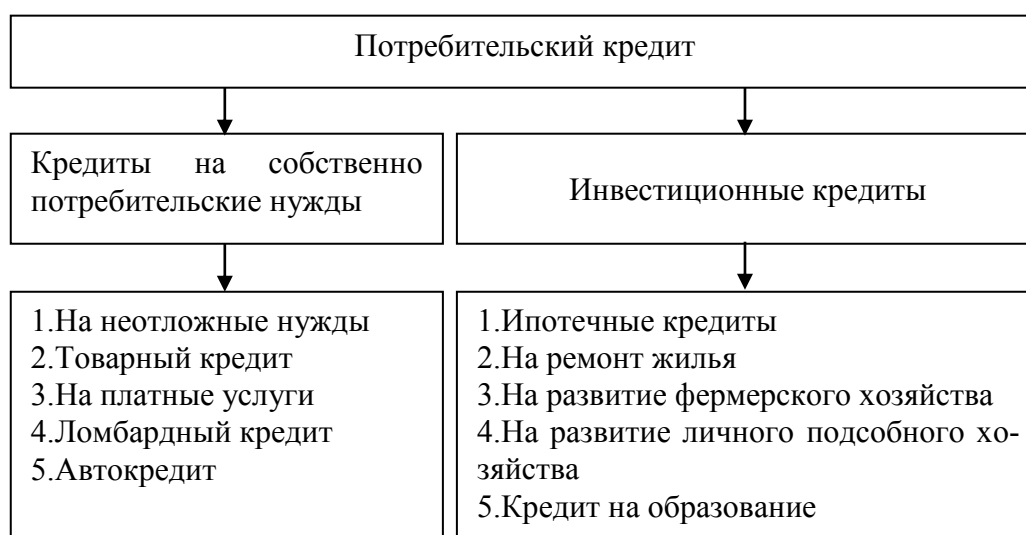 Потребительский кредит
Кредиты на собственно
потребительские нужды
Инвестиционные кредиты
1.На неотложные нужды
2.Товарный кредит
3.На платные услуги
4.Ломбардный кредит
5.Автокредит
1.Ипотечные кредиты
2.На ремонт жилья
3.На развитие фермерского хозяйства
4.На развитие личного подсобного хо-
зяйства
5.Кредит на образование